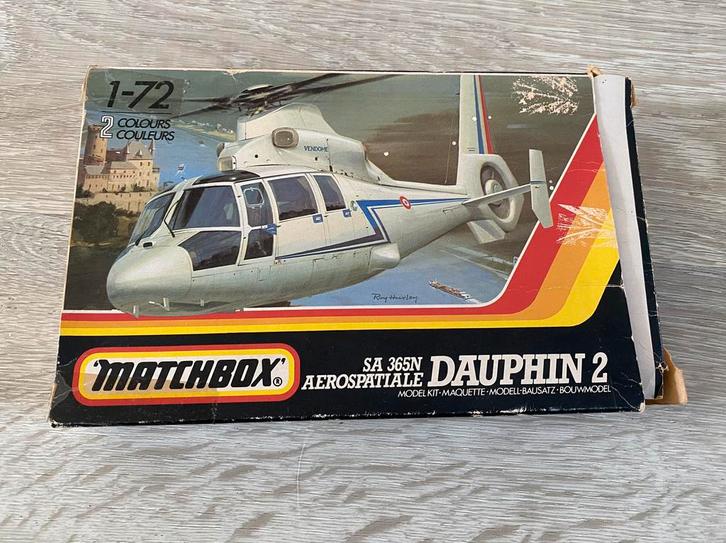 1-72
2 COLOURS
COULEURS
VENDOME
Roy Huxley
MATCHBOX®
SA 365N
AEROSPATIALE DAUPHIN 2
MODEL KIT·MAQUETTE·MODELL-BAUSATZ·BOUWMODEL